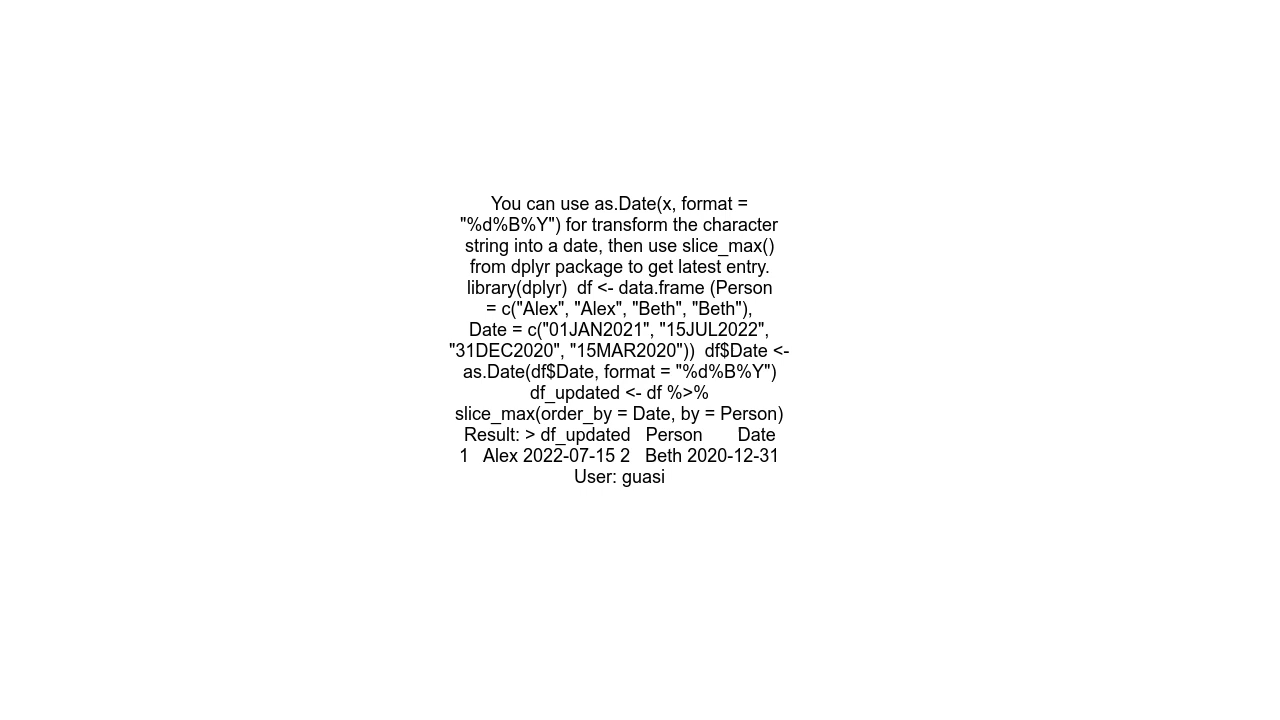 You can use as.Date(x, format =
"%d%B%Y") for transform the character
string into a date, then use slice_max()
from dplyr package to get latest entry.
library(dplyr)  df <- data.frame (Person
= c("Alex", "Alex", "Beth", "Beth"),
Date = c("01JAN2021", "15JUL2022",
"31DEC2020", "15MAR2020"))  df$Date <-
as.Date(df$Date, format = "%d%B%Y")
df_updated <- df %>%
slice_max(order_by = Date, by = Person)
Result: > df_updated   Person       Date
1   Alex 2022-07-15 2   Beth 2020-12-31
User: guasi